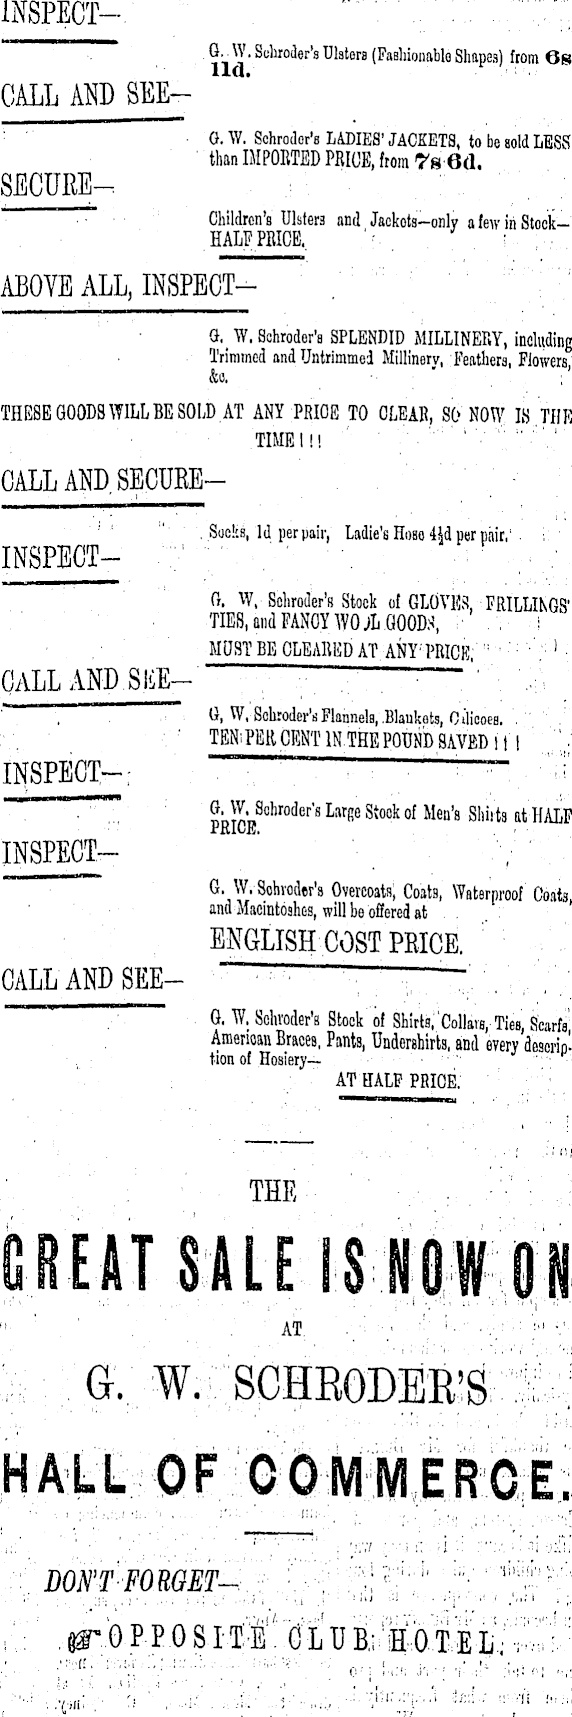 INSPECT—
G. W. Schroder's Ulsters (Fashionable Shapes) from 6s
11d.
CALL AND SEE—
G. W. Schroder's LADIES' JACKETS, to be sold LESS
than IMPORTED PRICE, from 7s 6d.
SECURE—
Children's Ulsters and Jackets—only a few in Stock—
HALF PRICE.
ABOVE ALL, INSPECT—
G. W. Schroder's SPLENDID MILLINERY, including
Trimmed and Untrimmed Millinery, Feathers, Flowers,
&c.
THESE GOODS WILL BE SOLD AT ANY PRICE TO CLEAR, SO NOW IS THE
TIME!!!
CALL AND SECURE—
Socks, 1d per pair, Ladie's Hose 4½d per pair.
INSPECT—
G. W. Schroder's Stock of GLOVES, FRILLINGS'
TIES, and FANCY WOOL GOODS,
MUST BE CLEARED AT ANY PRICE,
CALL AND SEE—
G, W, Schroder's Flannels, Blankets, Calicoes.
TEN PER CENT IN THE POUND SAVED!!!
INSPECT—
G. W. Schroder's Large Stock of Men's Shirts at HALF
PRICE.
INSPECT—
G. W. Schroder's Overcoats, Coats, Waterproof Coats,
and Macintoshes, will be offered at
ENGLISH COST PRICE.
CALL AND SEE—
G. W. Schroder's Stock of Shirts, Collars, Ties, Scarfs,
American Braces, Pants, Undershirts, and every descrip-
tion of Hosiery—
AT HALF PRICE.
THE
GREAT SALE IS NOW ON
AT
G. W. SCHRODER'S
HALL OF COMMERCE.
DON'T FORGET—
☞OPPOSITE CLUB HOTEL.